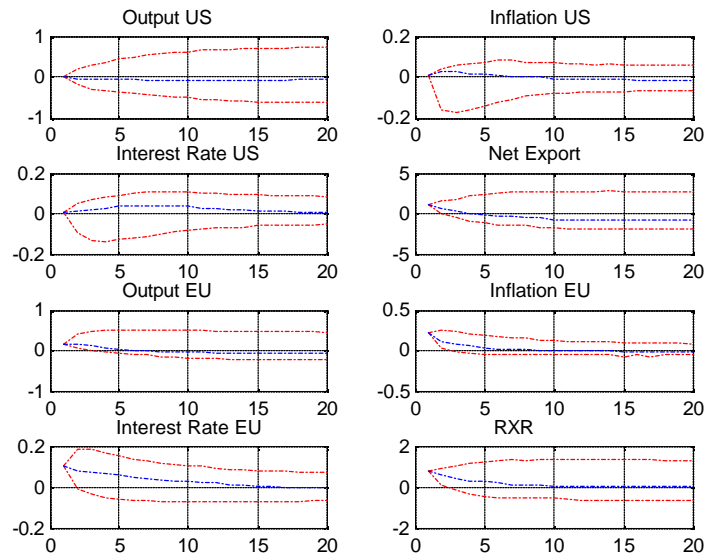 Output US
1
0
-1
0 5 10 15 20
Inflation US
0.2
0
-0.2
0 5 10 15 20
Interest Rate US
0.2
0
-0.2
0 5 10 15 20
Net Export
5
0
-5
0 5 10 15 20
Output EU
1
0
-1
0 5 10 15 20
Inflation EU
0.5
0
-0.5
0 5 10 15 20
Interest Rate EU
0.2
0
-0.2
0 5 10 15 20
RXR
2
0
-2
0 5 10 15 20